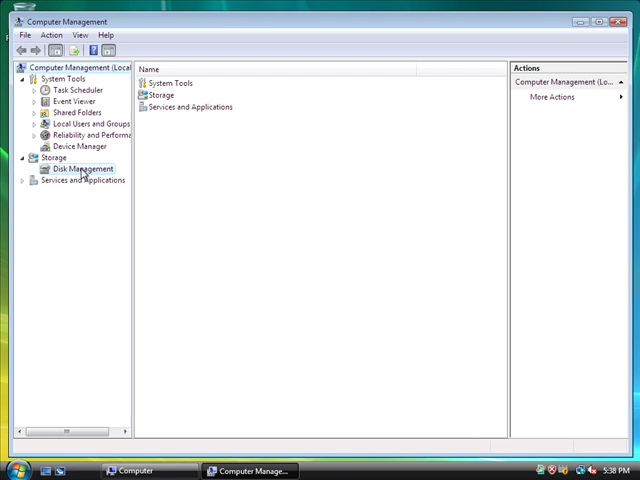 Computer Management
File Action View Help
Computer Management (Local
System Tools
Task Scheduler
Event Viewer
Shared Folders
Local Users and Groups
Reliability and Performa
Device Manager
Storage
Disk Management
Services and Applications
Name
System Tools
Storage
Services and Applications
Actions
Computer Management (Lo...
More Actions
Computer
Computer Manage...
5:38 PM